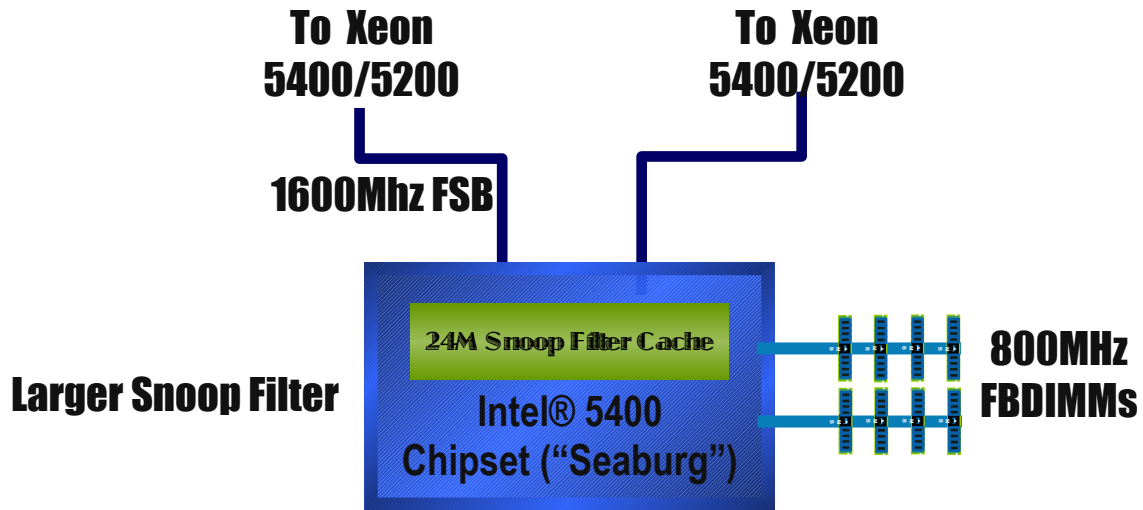 To Xeon
5400/5200
To Xeon
5400/5200
1600Mhz FSB
24M Snoop Filter Cache
Larger Snoop Filter
Intel® 5400
Chipset (“Seaburg”)
800MHz
FBDIMMs